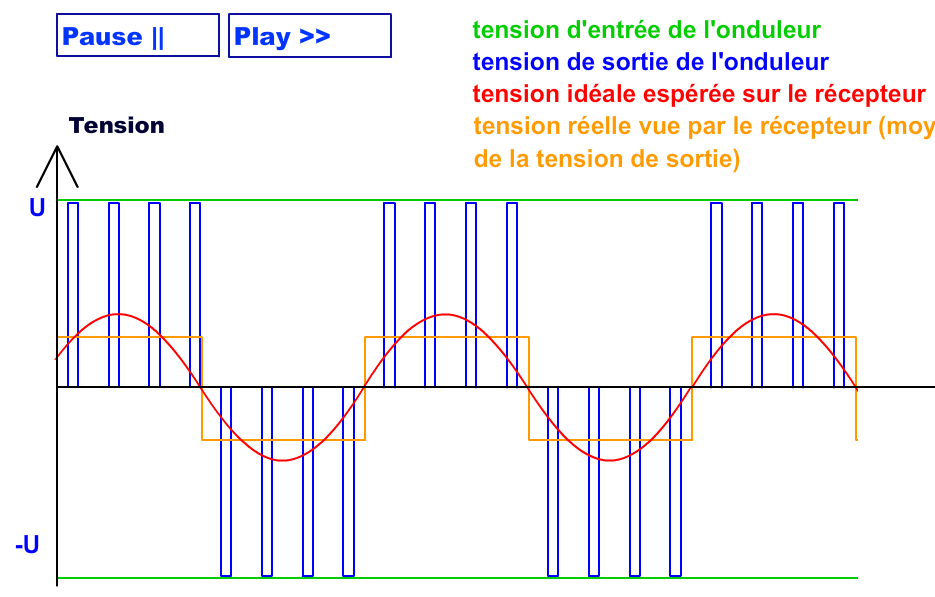 Pause || Play >>
tension d'entrée de l'onduleur
tension de sortie de l'onduleur
tension idéale espérée sur le récepteur
tension réelle vue par le récepteur (moy
de la tension de sortie)
Tension
U
-U